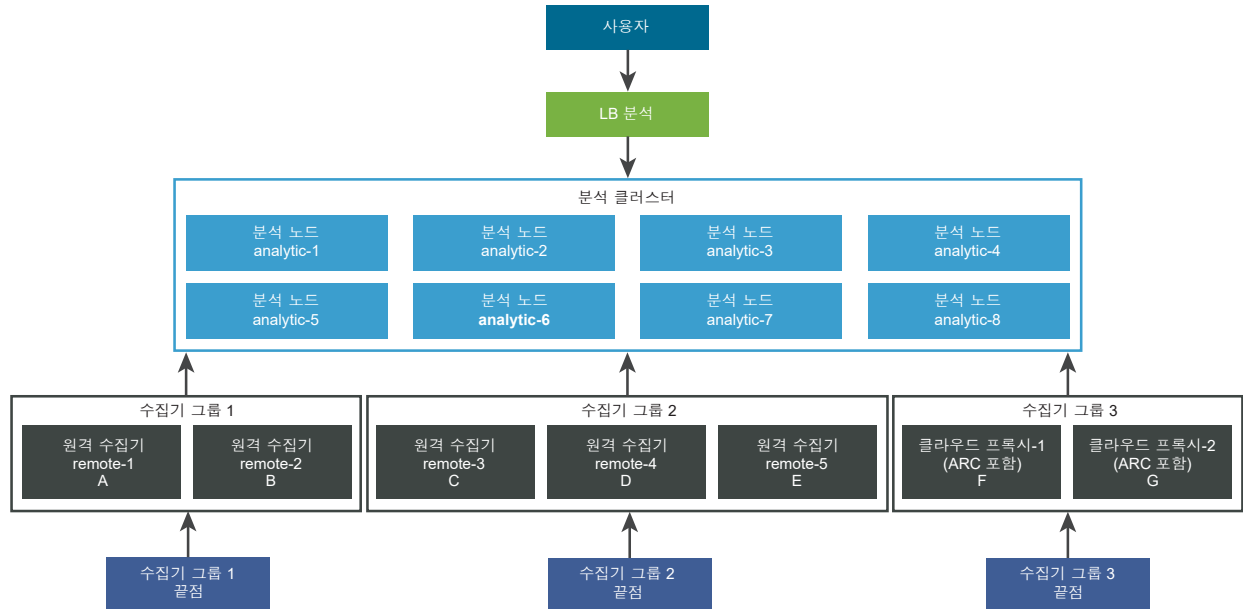 사용자
LB 분석
분석 클러스터
분석 노드
analytic-1
분석 노드
analytic-2
분석 노드
analytic-3
분석 노드
analytic-4
분석 노드
analytic-5
분석 노드
analytic-6
분석 노드
analytic-7
분석 노드
analytic-8
수집기 그룹 1
원격 수집기
remote-1
A
원격 수집기
remote-2
B
수집기 그룹 2
원격 수집기
remote-3
C
원격 수집기
remote-4
D
원격 수집기
remote-5
E
수집기 그룹 3
클라우드 프록시-1
(ARC 포함)
F
클라우드 프록시-2
(ARC 포함)
G
수집기 그룹 1
끝점
수집기 그룹 2
끝점
수집기 그룹 3
끝점